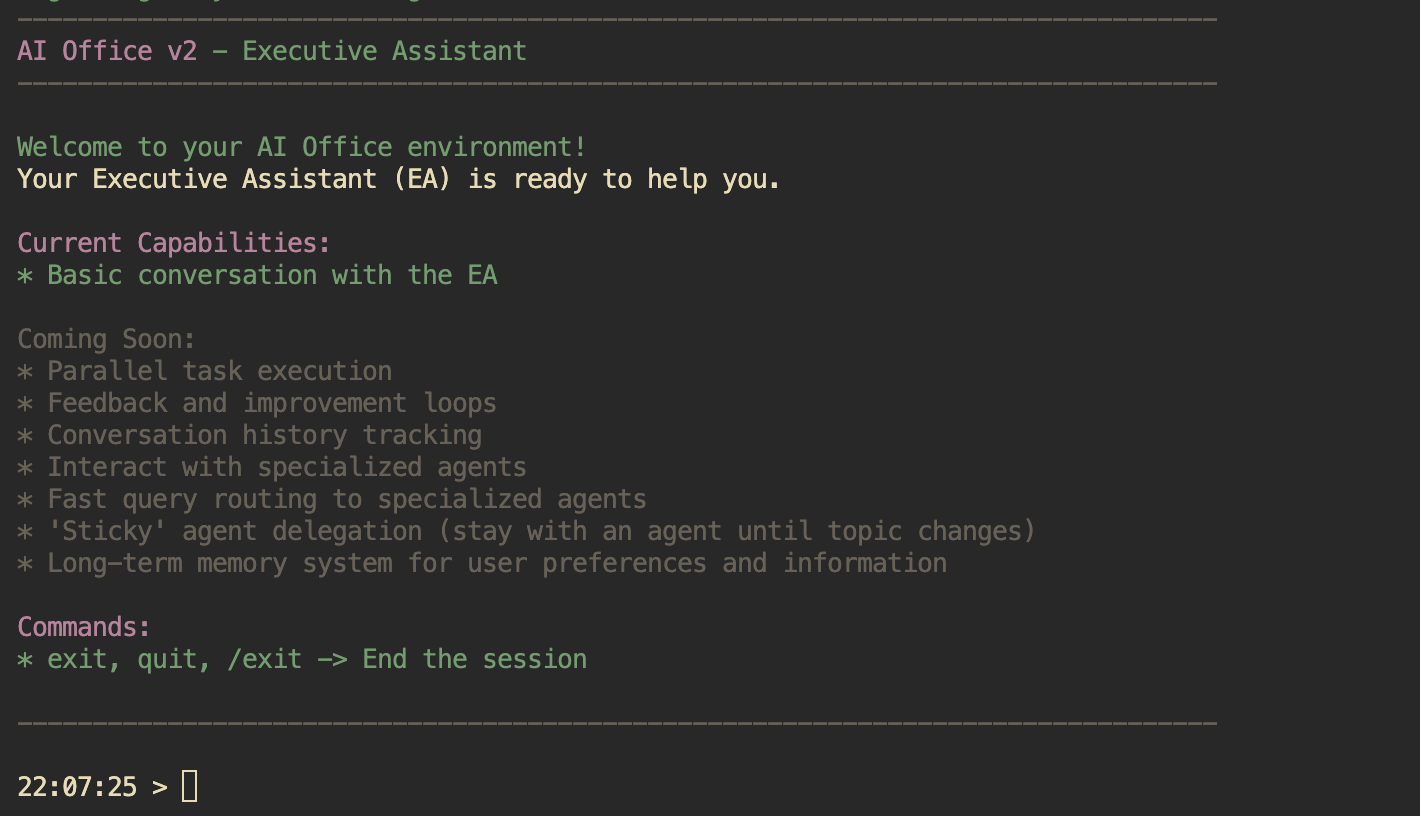 AI Office v2 - Executive Assistant
Welcome to your AI Office environment!
Your Executive Assistant (EA) is ready to help you.
Current Capabilities:
* Basic conversation with the EA
Coming Soon:
* Parallel task execution
* Feedback and improvement loops
* Conversation history tracking
* Interact with specialized agents
* Fast query routing to specialized agents
* 'Sticky' agent delegation (stay with an agent until topic changes)
* Long-term memory system for user preferences and information
Commands:
* exit, quit, /exit -> End the session
22:07:25 >